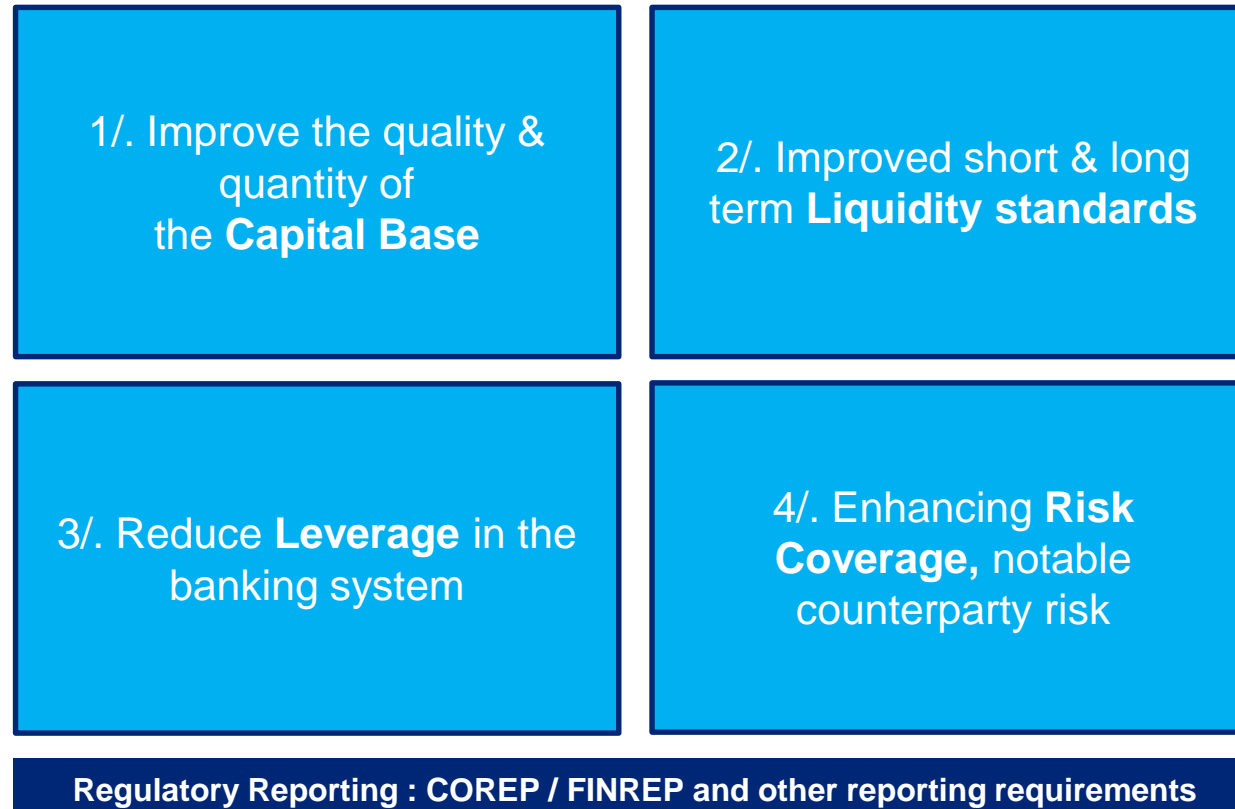 1/. Improve the quality &
quantity of
the Capital Base
2/. Improved short & long
term Liquidity standards
3/. Reduce Leverage in the
banking system
4/. Enhancing Risk
Coverage, notable
counterparty risk
Regulatory Reporting : COREP / FINREP and other reporting requirements